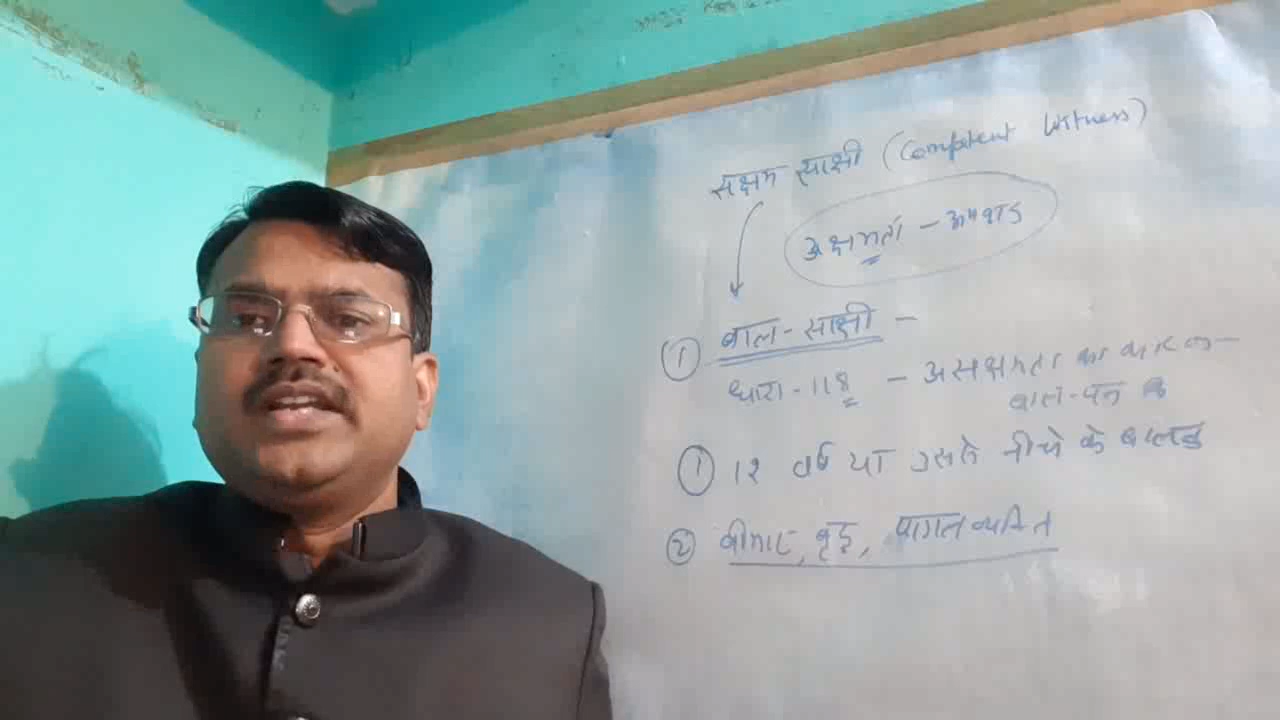 सक्षम साक्षी (Competent Witness)
अक्षमता - अपवाद
① बाल-साक्षी -
धारा-118 - असक्षमता का कारण -
बाल-पन
① 12 वर्ष या उससे नीचे के बालक
② बीमार, वृद्ध, पागल व्यक्ति